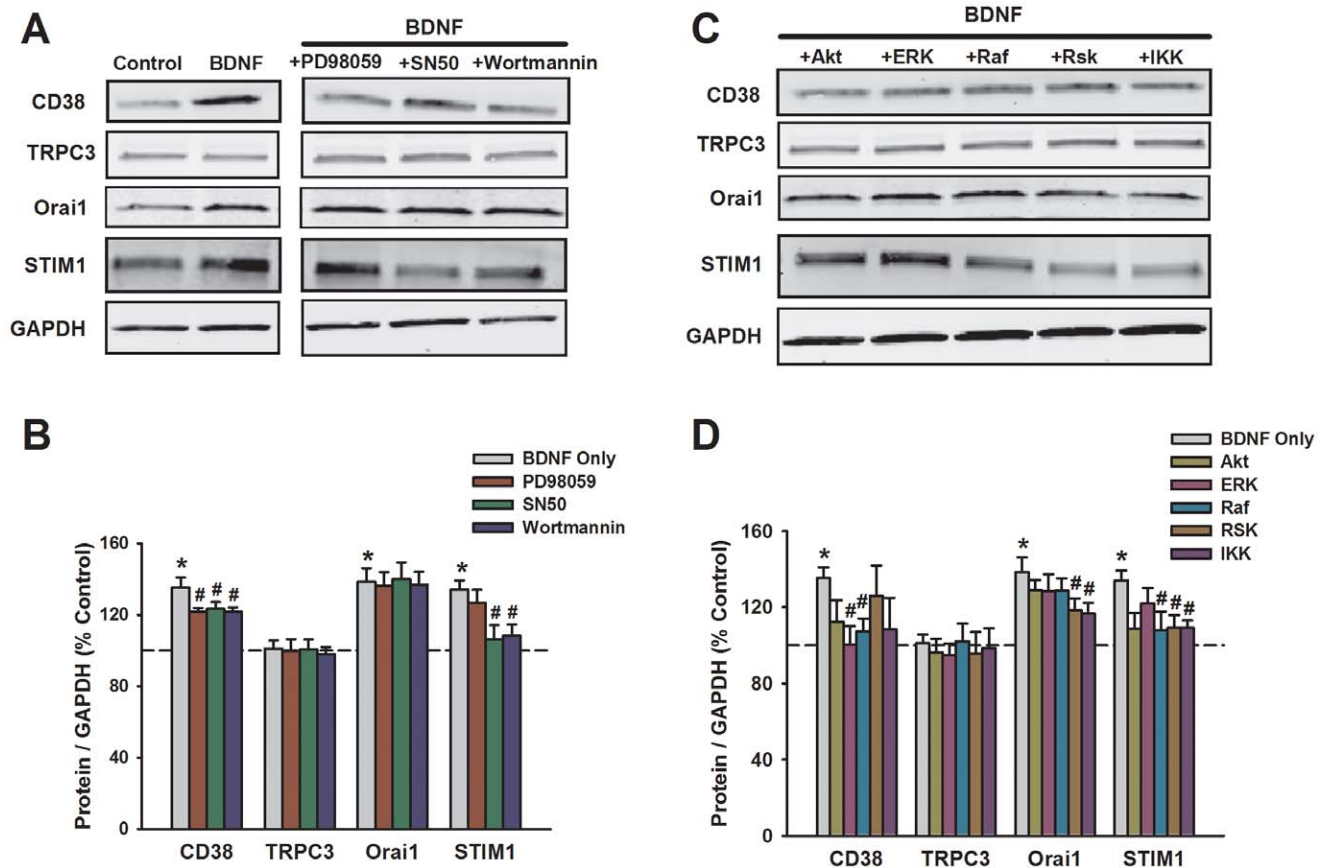 A
BDNF
Control BDNF +PD98059 +SN50 +Wortmannin
CD38
TRPC3
Orai1
STIM1
GAPDH
C
BDNF
+Akt +ERK +Raf +Rsk +IKK
CD38
TRPC3
Orai1
STIM1
GAPDH
B
BDNF Only
PD98059
SN50
Wortmannin
Protein / GAPDH (% Control)
160
120
80
40
0
* # # # * * # #
CD38 TRPC3 Orai1 STIM1
D
BDNF Only
Akt
ERK
Raf
RSK
IKK
Protein / GAPDH (% Control)
160
120
80
40
0
* # # * # # * # # #
CD38 TRPC3 Orai1 STIM1